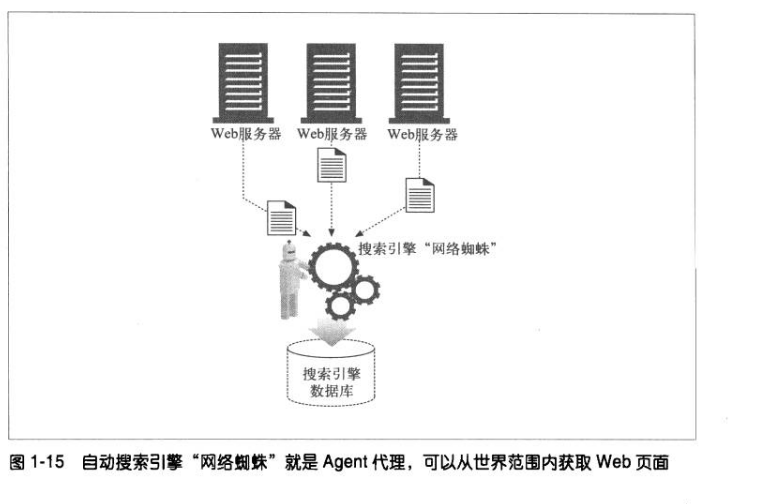 Web服务器 Web服务器 Web服务器
搜索引擎“网络蜘蛛”
搜索引擎
数据库
图 1-15 自动搜索引擎“网络蜘蛛”就是 Agent 代理，可以从世界范围内获取 Web 页面